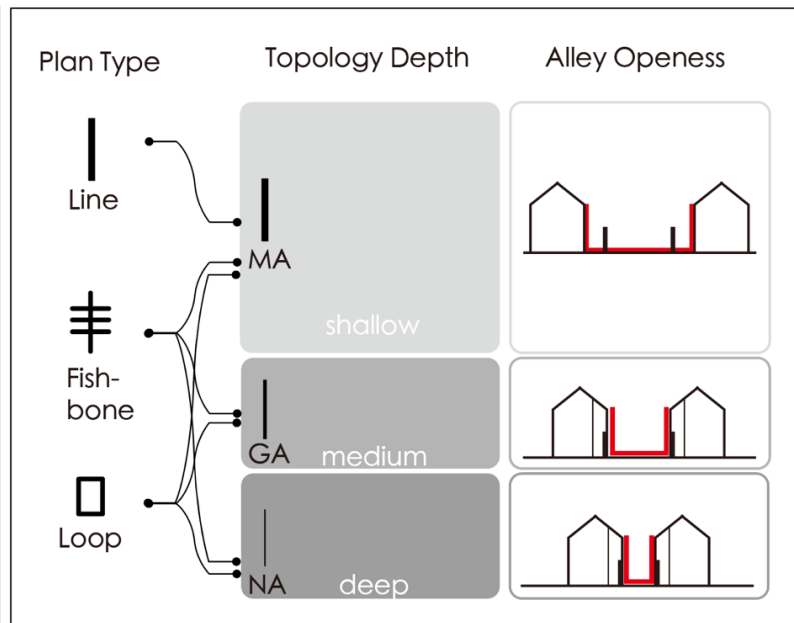 Plan Type
Topology Depth
Alley Openess
Line
MA
shallow
Fish-
bone
GA
medium
Loop
NA
deep